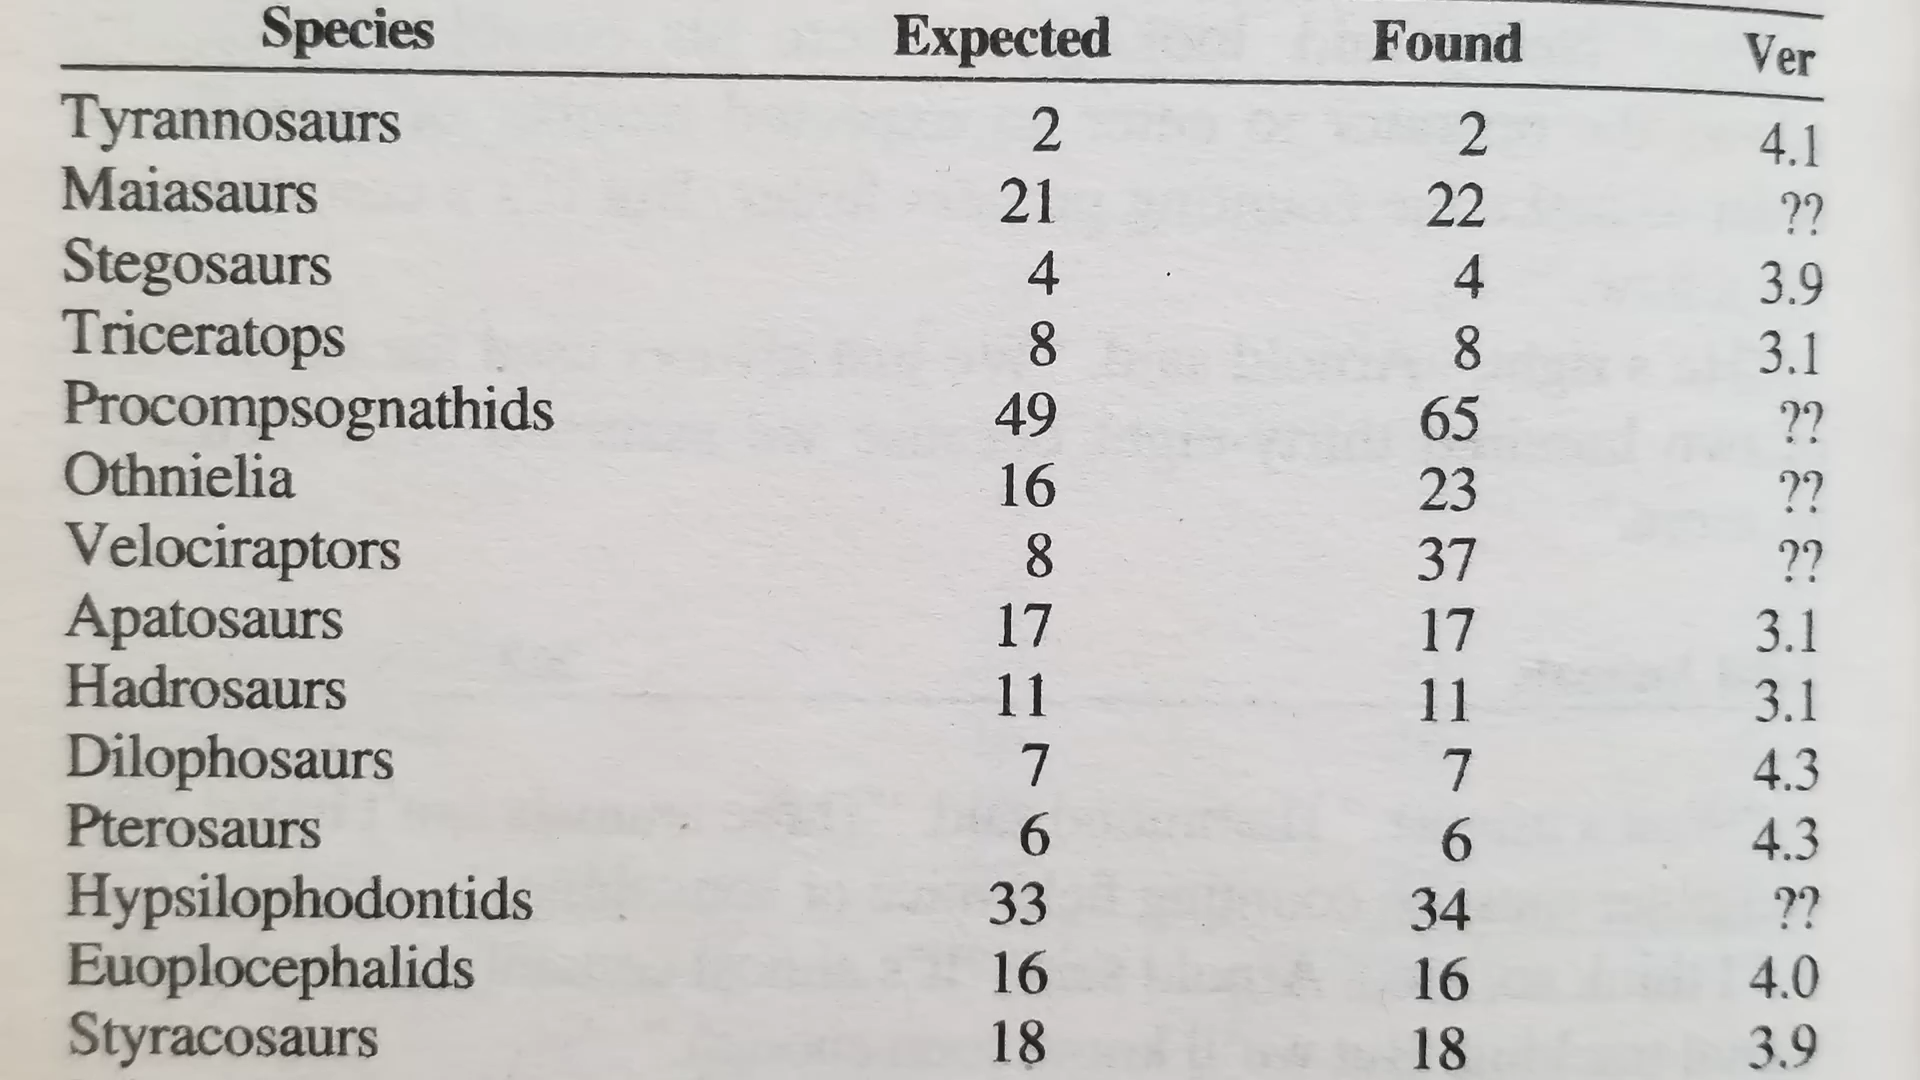 Species Expected Found Ver
Tyrannosaurs 2 2 4.1
Maiasaurs 21 22 ??
Stegosaurs 4 4 3.9
Triceratops 8 8 3.1
Procompsognathids 49 65 ??
Othnielia 16 23 ??
Velociraptors 8 37 ??
Apatosaurs 17 17 3.1
Hadrosaurs 11 11 3.1
Dilophosaurs 7 7 4.3
Pterosaurs 6 6 4.3
Hypsilophodontids 33 34 ??
Euoplocephalids 16 16 4.0
Styracosaurs 18 18 3.9